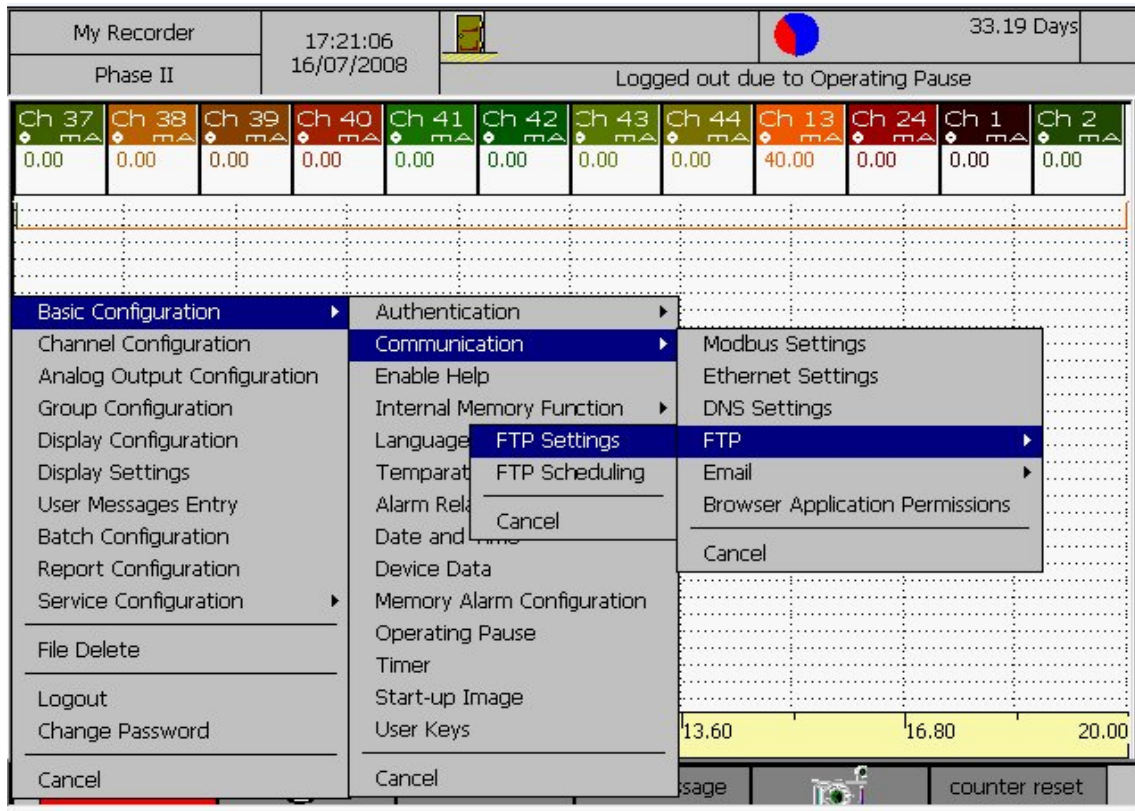 My Recorder
Phase II
17:21:06
16/07/2008
33.19 Days
Logged out due to Operating Pause
Ch 37 Ch 38 Ch 39 Ch 40 Ch 41 Ch 42 Ch 43 Ch 44 Ch 13 Ch 24 Ch 1 Ch 2
mA mA mA mA mA mA mA mA mA mA mA mA
0.00 0.00 0.00 0.00 0.00 0.00 0.00 0.00 40.00 0.00 0.00 0.00
Basic Configuration
Channel Configuration
Analog Output Configuration
Group Configuration
Display Configuration
Display Settings
User Messages Entry
Batch Configuration
Report Configuration
Service Configuration
File Delete
Logout
Change Password
Cancel
Authentication
Communication
Enable Help
Internal Memory Function
Language
Temparat
Alarm Rela
Date and Time
Device Data
Memory Alarm Configuration
Operating Pause
Timer
Start-up Image
User Keys
Cancel
FTP Settings
FTP Scheduling
Cancel
Modbus Settings
Ethernet Settings
DNS Settings
FTP
Email
Browser Application Permissions
Cancel
13.60 16.80 20.00
ssage
counter reset